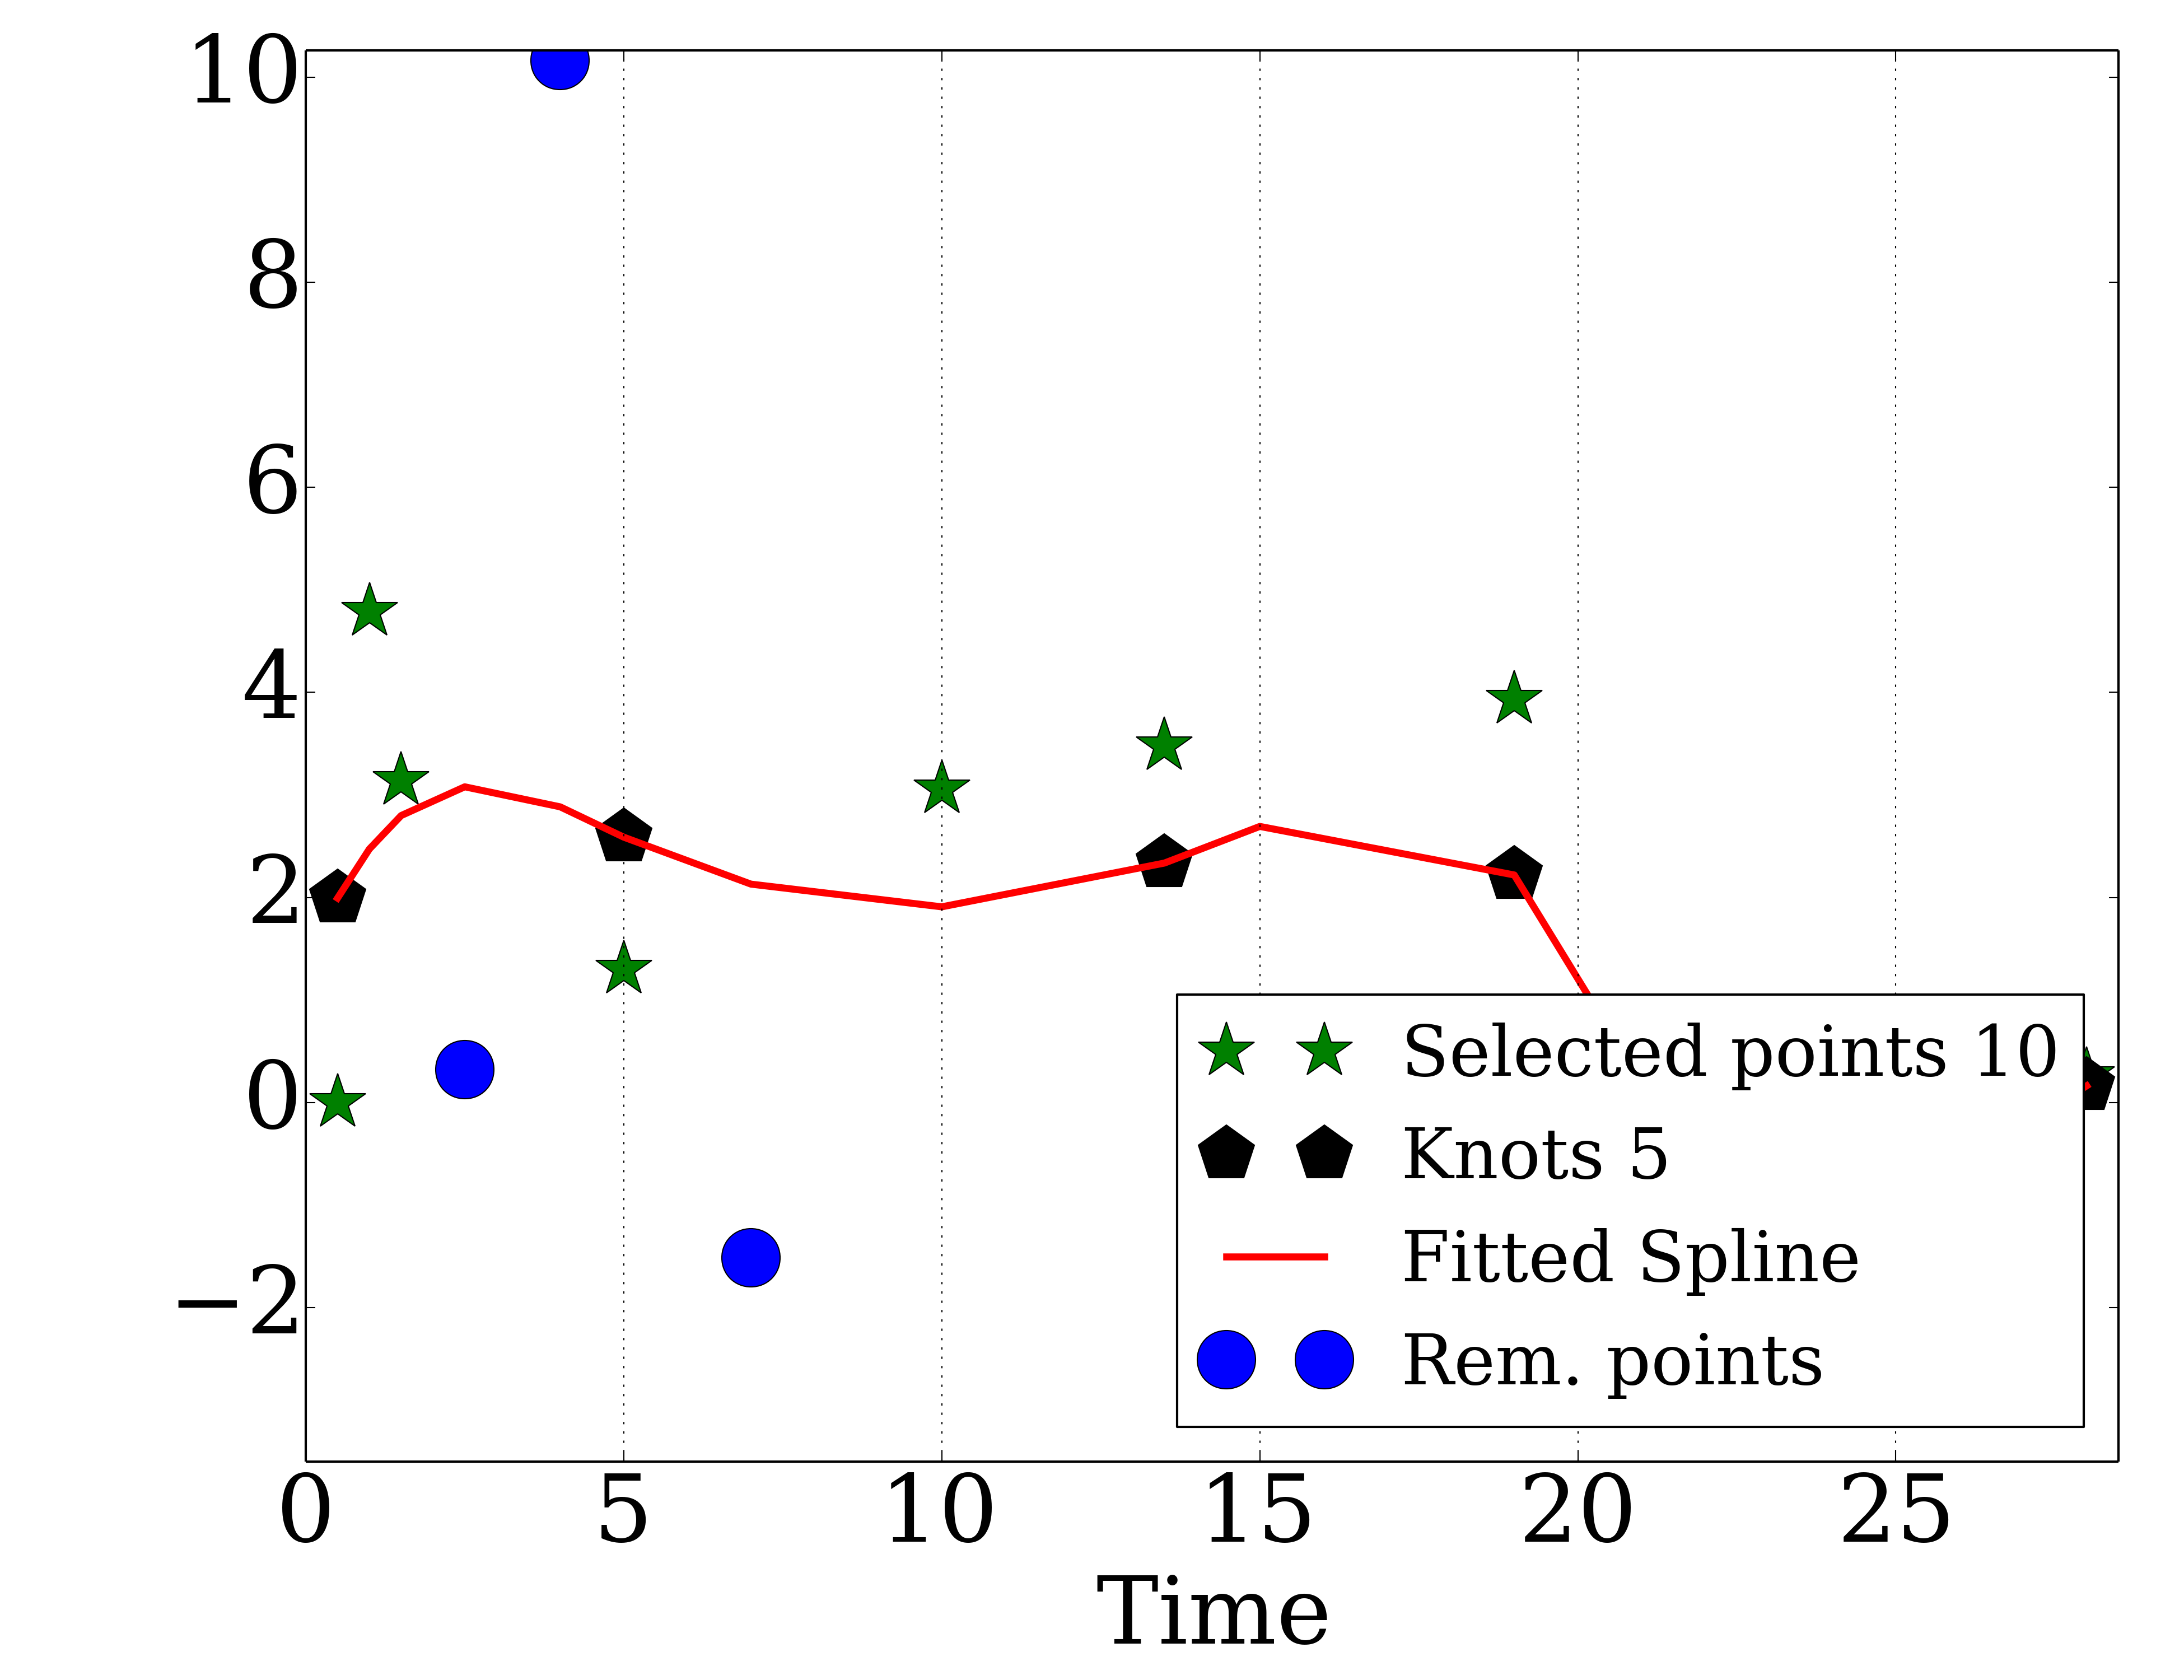 10
8
6
4
2
0
−2
Selected points 10
Knots 5
Fitted Spline
Rem. points
0 5 10 15 20 25
Time